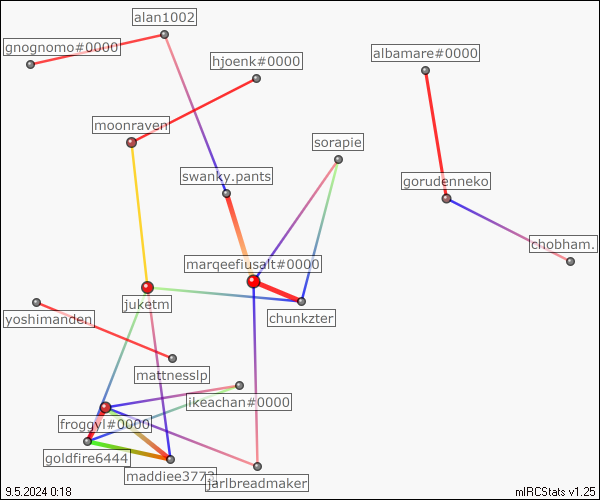 alan1002
gnognomo#0000
albamare#0000
hjoenk#0000
moonraven
sorapie
swanky.pants
gorudenneko
chobham.
marqeefiusalt#0000
juketm
chunkzter
yoshimanden
mattnesslp
ikeachan#0000
froggyl#0000
goldfire6444
maddiee3773
jarlbreadmaker
9.5.2024 0:18
mIRCStats v1.25